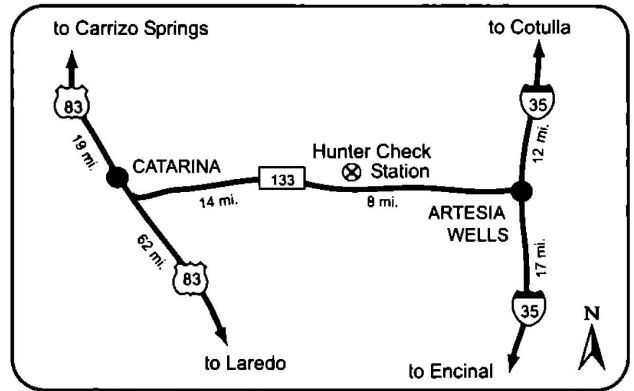 to Carrizo Springs
to Cotulla
83
35
19 mi.
12 mi.
Hunter Check
Station
CATARINA
133
14 mi.
8 mi.
ARTESIA
WELLS
62 mi.
17 mi.
83
35
N
to Laredo
to Encinal